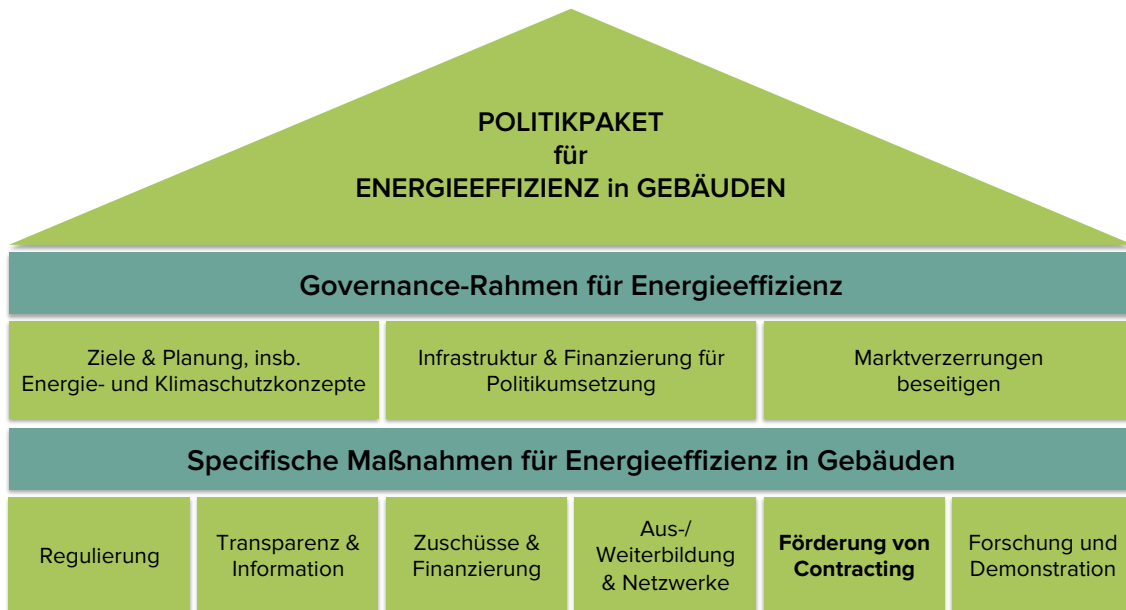 POLITIKPAKET
für
ENERGIEEFFIZIENZ in GEBÄUDEN
Governance-Rahmen für Energieeffizienz
Ziele & Planung, insb.
Energie- und Klimaschutzkonzepte
Infrastruktur & Finanzierung für
Politikumsetzung
Marktverzerrungen
beseitigen
Specifische Maßnahmen für Energieeffizienz in Gebäuden
Regulierung
Transparenz &
Information
Zuschüsse &
Finanzierung
Aus-/
Weiterbildung
& Netzwerke
Förderung von
Contracting
Forschung und
Demonstration